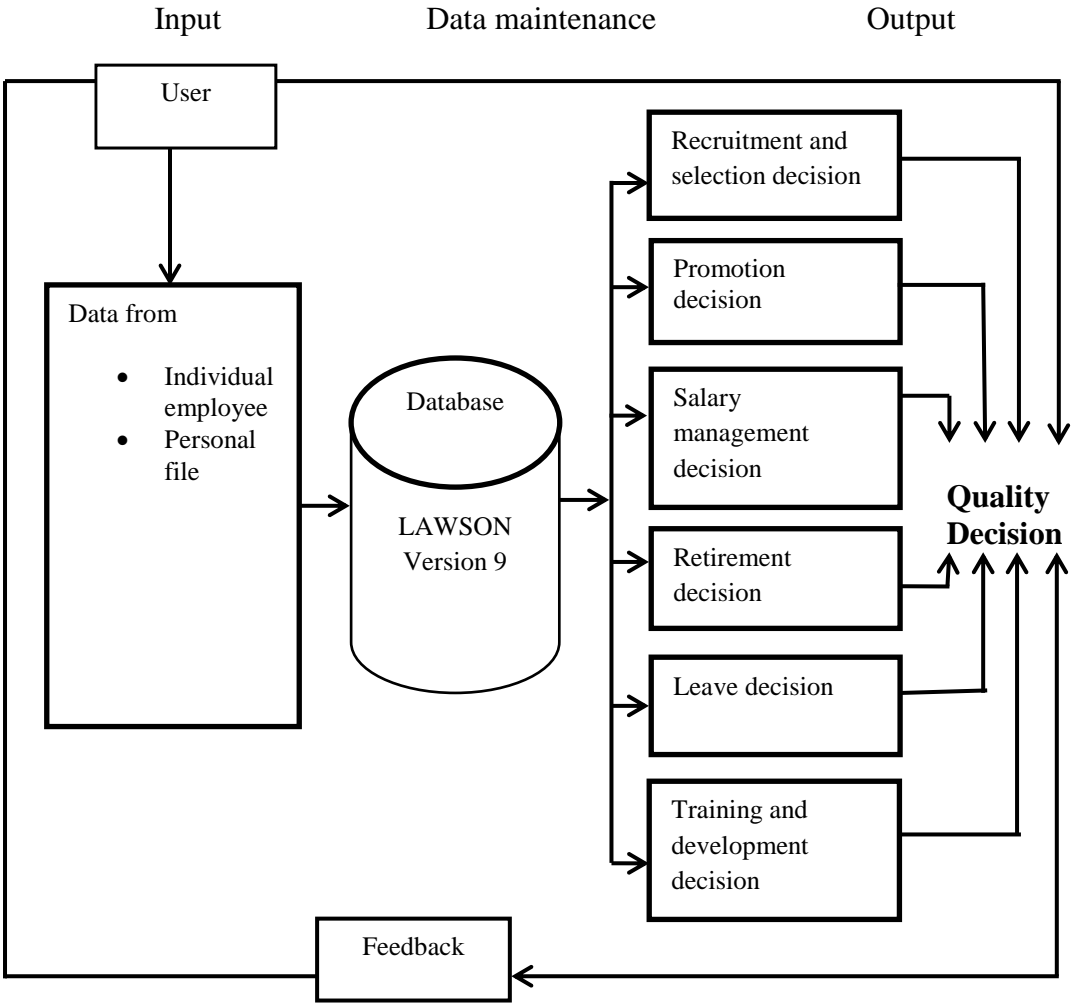 Input
Data maintenance
Output
User
Data from
• Individual
employee
• Personal
file
Database
LAWSON
Version 9
Recruitment and
selection decision
Promotion
decision
Salary
management
decision
Retirement
decision
Leave decision
Training and
development
decision
Quality
Decision
Feedback